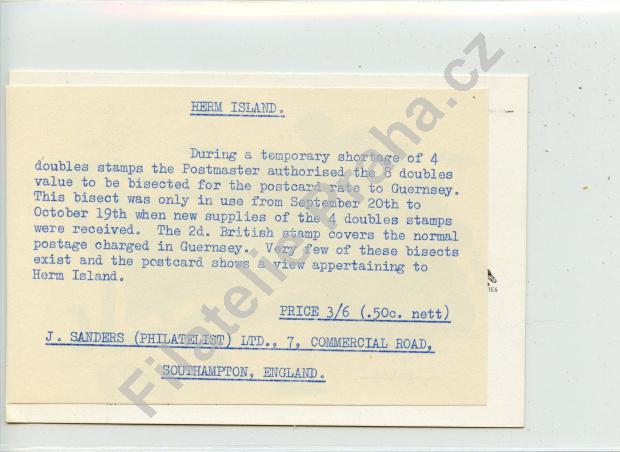 HERM ISLAND.
During a temporary shortage of 4
doubles stamps the Postmaster authorised the 8 doubles
value to be bisected for the postcard rate to Guernsey.
This bisect was only in use from September 20th to
October 19th when new supplies of the 4 doubles stamps
were received. The 2d. British stamp covers the normal
postage charged in Guernsey. Very few of these bisects
exist and the postcard shows a view appertaining to
Herm Island.
PRICE 3/6 (.50c. nett)
J. SANDERS (PHILATELIST) LTD., 7, COMMERCIAL ROAD,
SOUTHAMPTON, ENGLAND.
Filatelie-Praha.cz